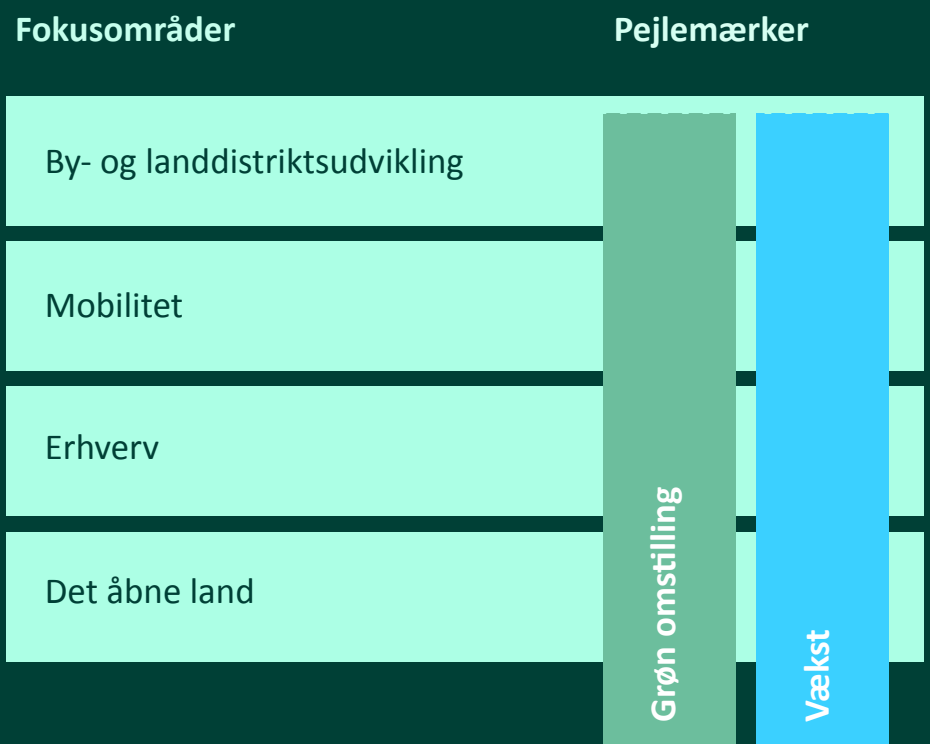 Fokusområder
Pejlemærker
By- og landdistriktsudvikling
Mobilitet
Erhverv
Det åbne land
Grøn omstilling
Vækst